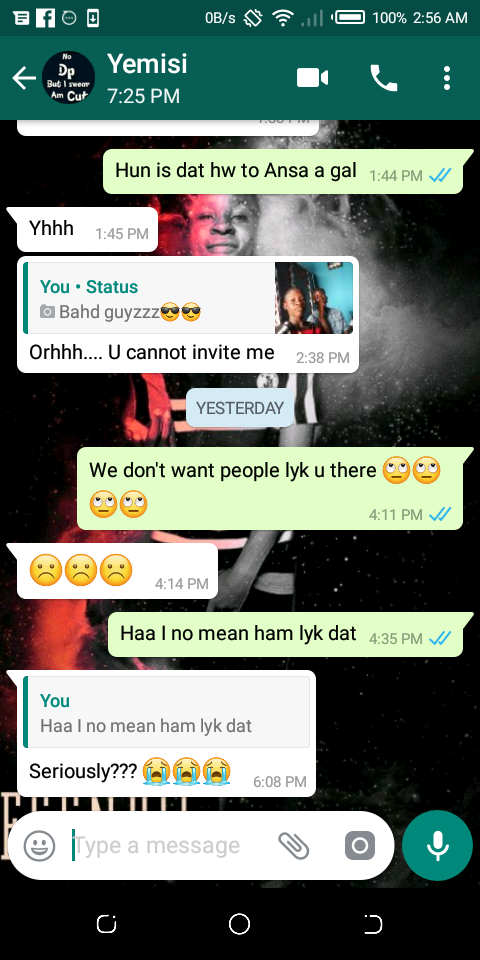 0B/s 100% 2:56 AM
No
Dp
But I swear
Am Cut
Yemisi
7:25 PM
Hun is dat hw to Ansa a gal 1:44 PM
Yhhh 1:45 PM
You • Status
Bahd guyzzz😎😎
Orhhh.... U cannot invite me 2:38 PM
YESTERDAY
We don't want people lyk u there 🙄🙄
🙄🙄 4:11 PM
☹️☹️☹️ 4:14 PM
Haa I no mean ham lyk dat 4:35 PM
You
Haa I no mean ham lyk dat
Seriously??? 😭😭😭 6:08 PM
Type a message